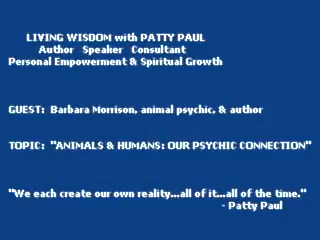 LIVING WISDOM with PATTY PAUL
Author Speaker Consultant
Personal Empowerment & Spiritual Growth
GUEST: Barbara Morrison, animal psychic, & author
TOPIC: "ANIMALS & HUMANS: OUR PSYCHIC CONNECTION"
"We each create our own reality...all of it...all of the time."
- Patty Paul